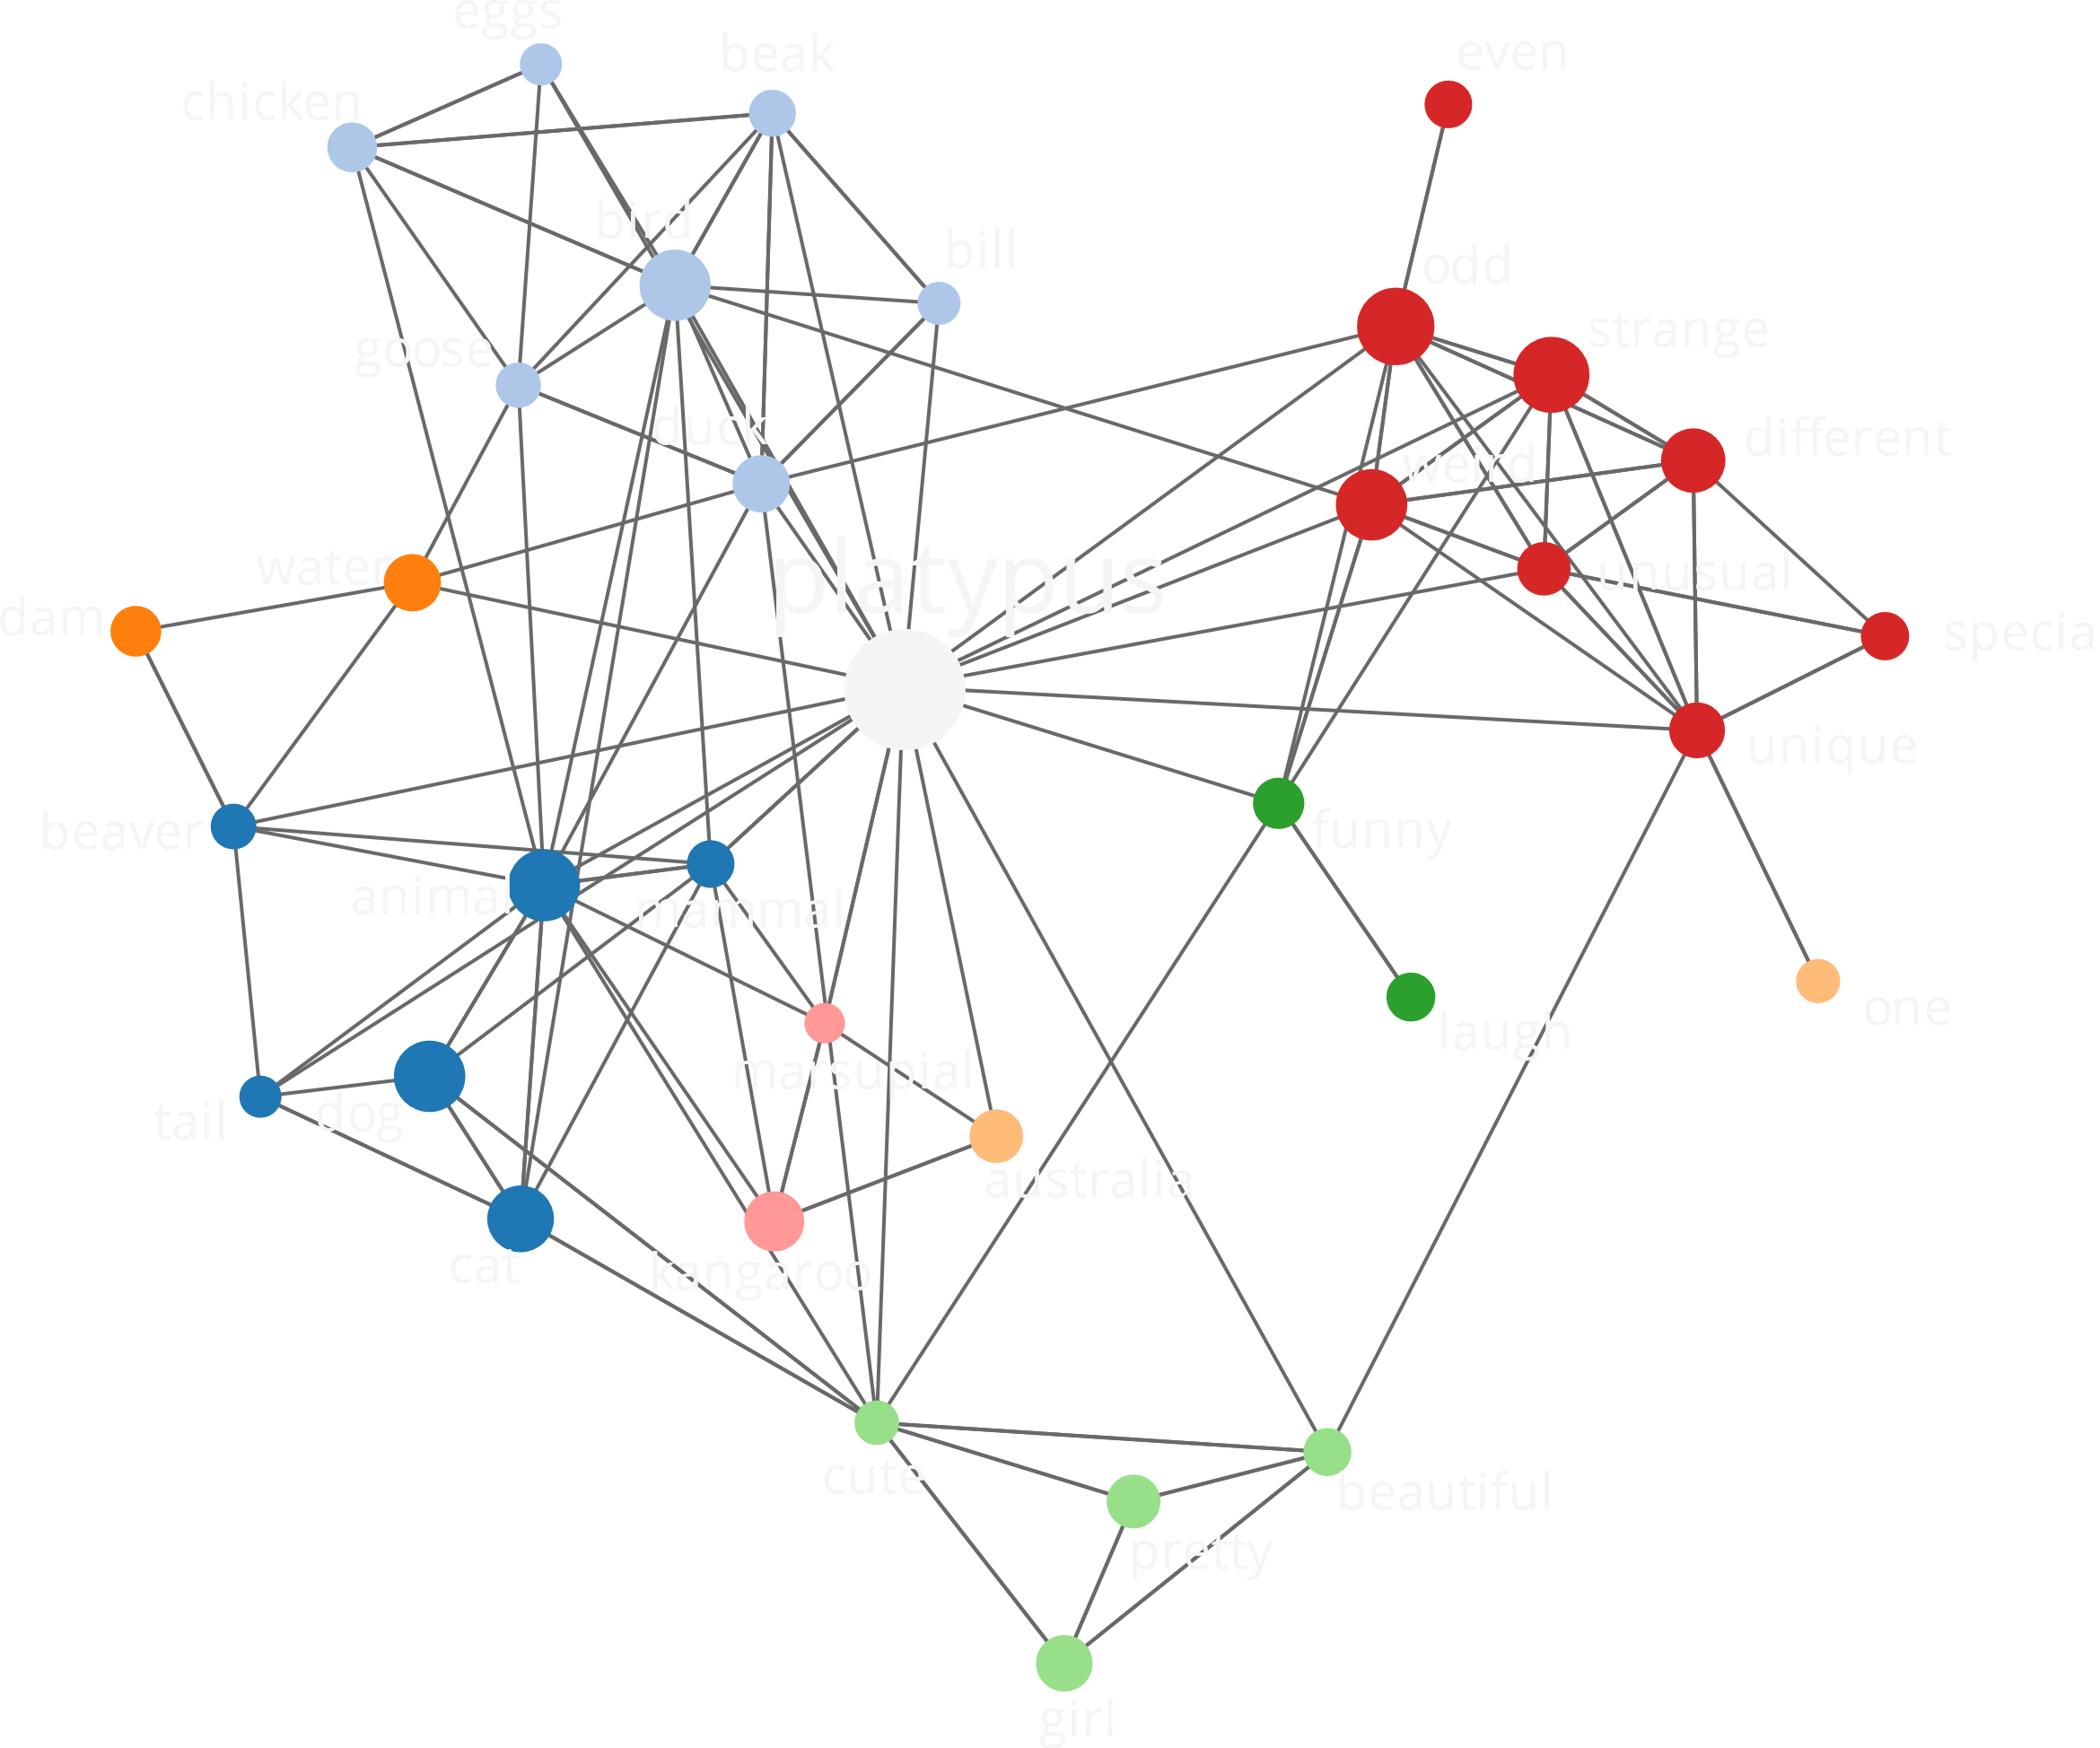 eggs
beak
even
chicken
bird
bill
odd
strange
goose
duck
different
weird
water
platypus
unusual
dam
specia
unique
beaver
funny
animal
mammal
one
laugh
marsupial
tail
dog
australia
cat
kangaroo
cute
beautiful
pretty
girl